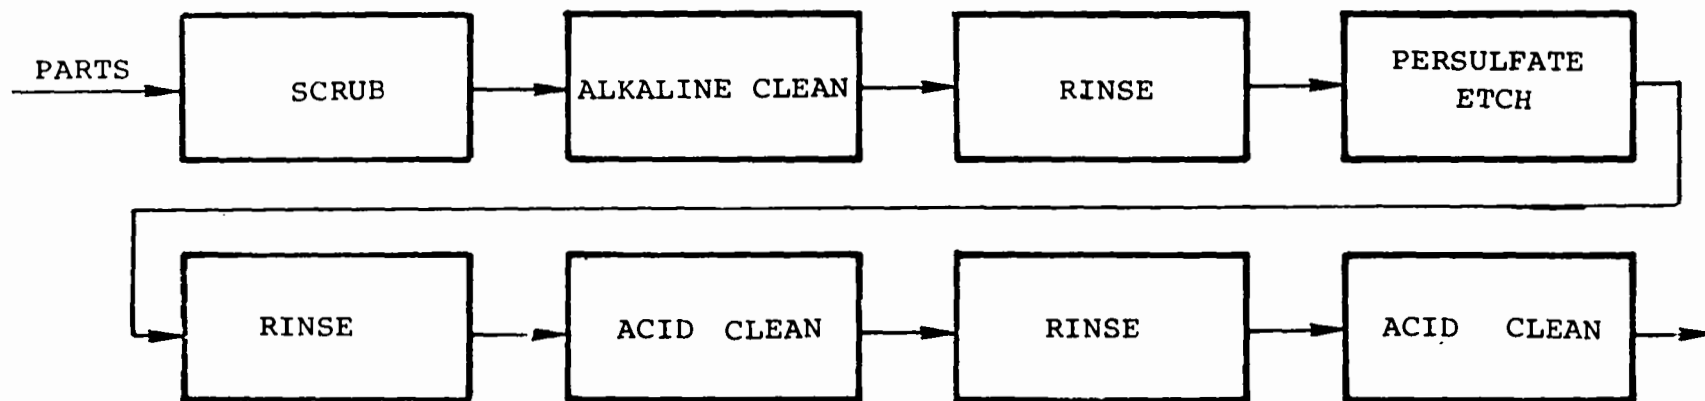 PARTS
SCRUB
ALKALINE CLEAN
RINSE
PERSULFATE
ETCH
RINSE
ACID CLEAN
RINSE
ACID CLEAN